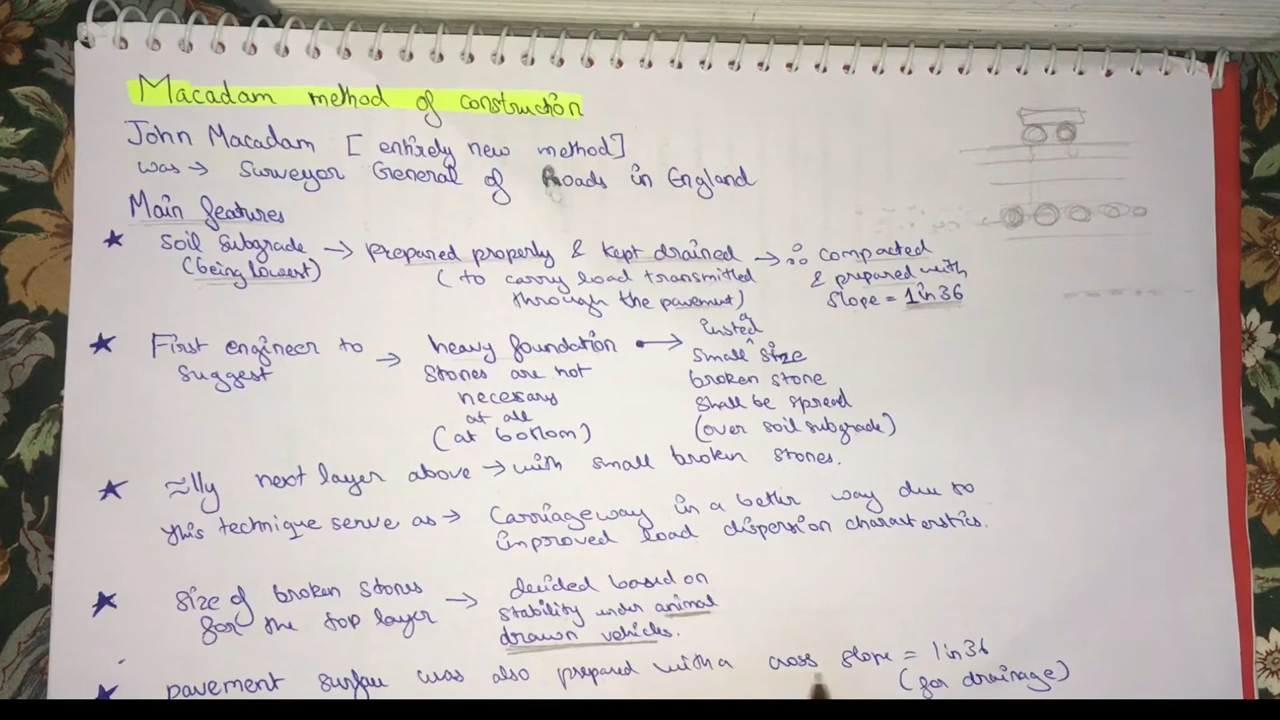 Macadam method of construction
John Macadam [entirely new method]
was → Surveyor General of Roads in England
Main features
★ Soil subgrade → prepared properly & kept drained → ∴ compacted
(being lowest) (to carry load transmitted & prepared with
through the pavement) slope = 1 in 36
★ First engineer to → heavy foundation → insted
suggest stones are not small size
necessary broken stone
at all shall be spread
(at bottom) (over soil subgrade)
★ ≈lly next layer above → with small broken stones.
This technique serve as → Carriageway in a better way due to
improved load dispersion characterstics.
★ Size of broken stones → decided based on
for the top layer stability under animal
drawn vehicles.
★ pavement surface was also prepared with a cross slope = 1 in 36
(for drainage)